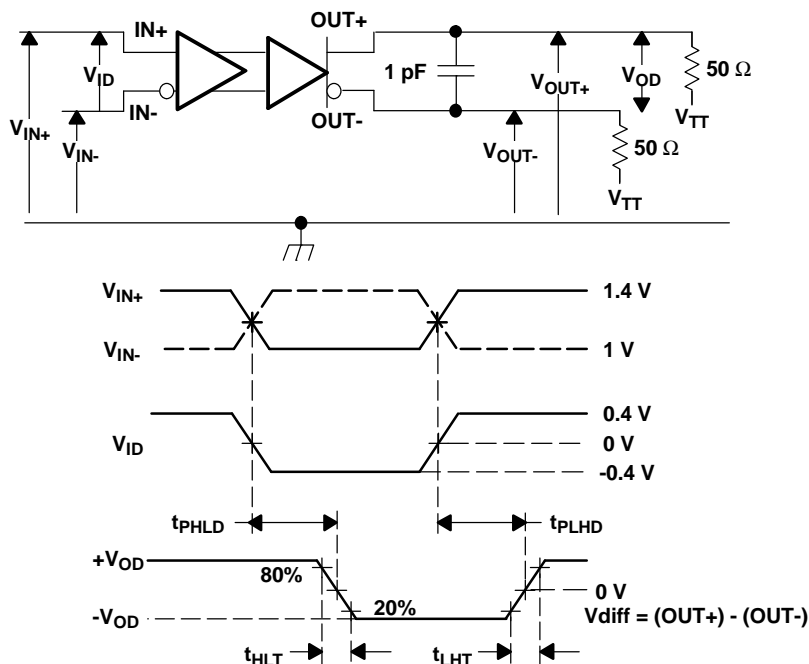 IN+
OUT+
V_ID
1 pF
V_OUT+
V_OD
50 Ω
V_TT
IN-
OUT-
V_IN+
V_IN-
V_OUT-
50 Ω
V_TT
V_IN+
1.4 V
V_IN-
1 V
0.4 V
V_ID
0 V
-0.4 V
t_PHLD
t_PLHD
+V_OD
80%
0 V
20%
Vdiff = (OUT+) - (OUT-)
-V_OD
t_HLT
t_LHT